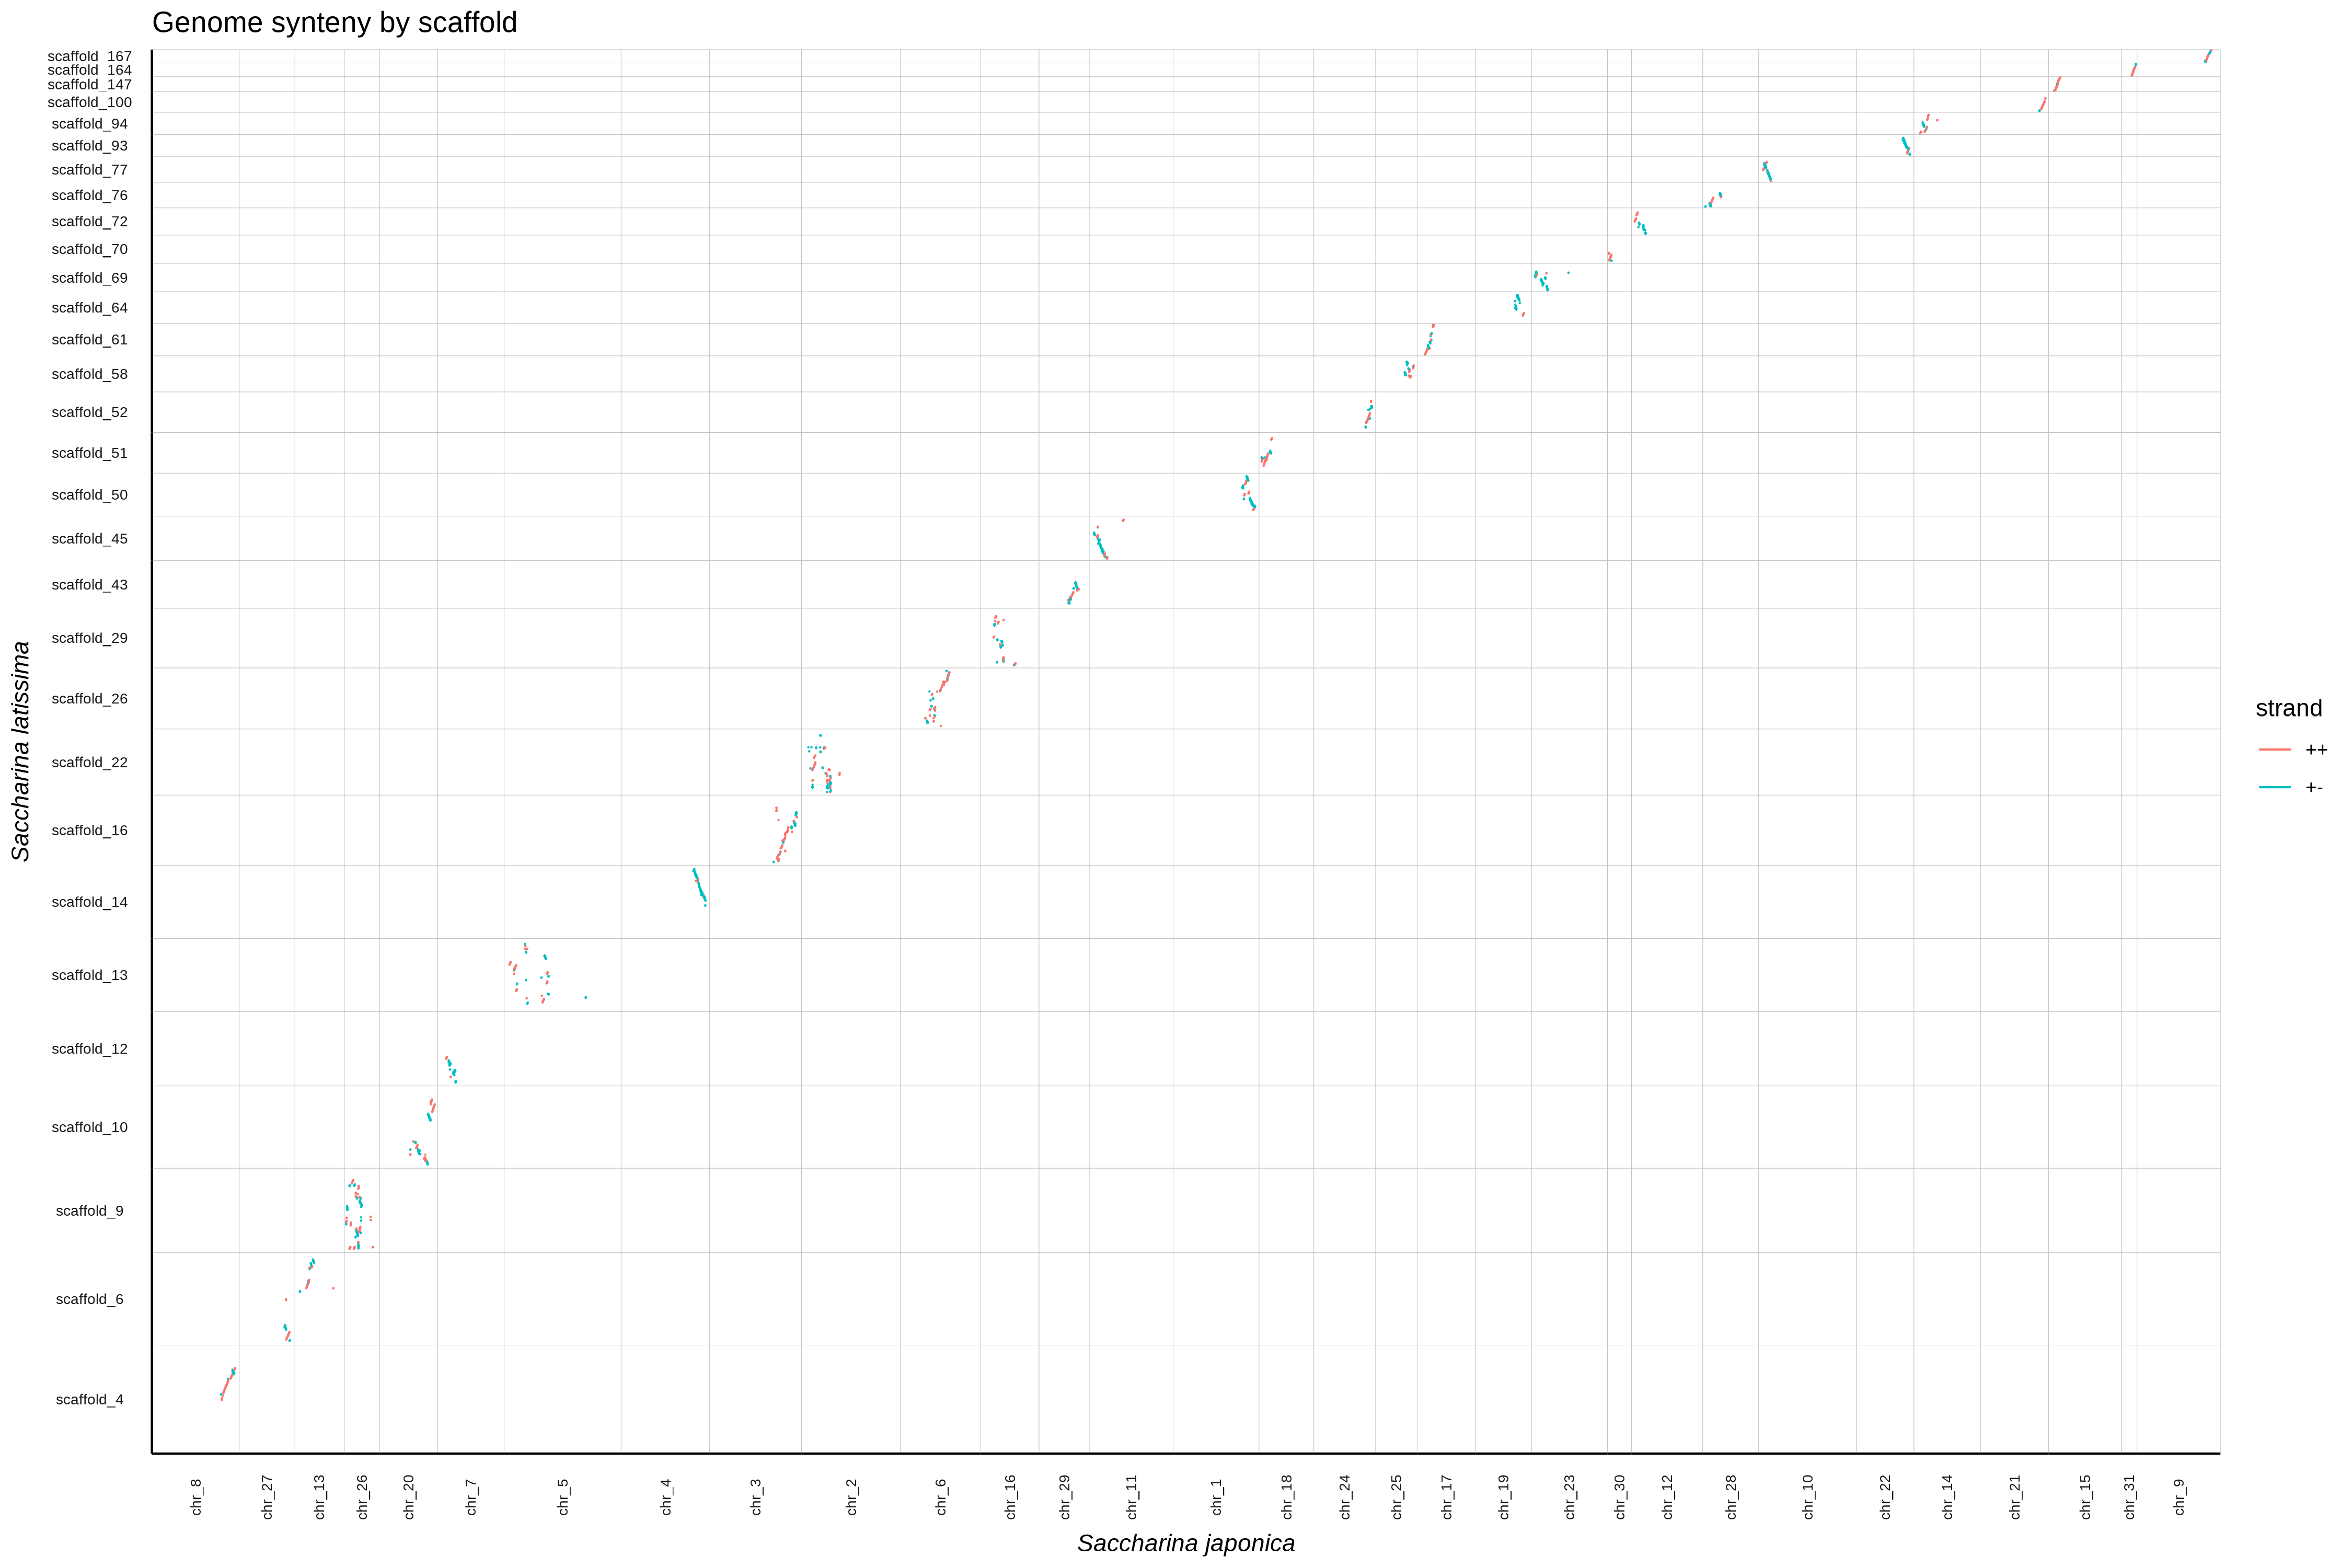 Genome synteny by scaffold
scaffold_167
scaffold_164
scaffold_147
scaffold_100
scaffold_94
scaffold_93
scaffold_77
scaffold_76
scaffold_72
scaffold_70
scaffold_69
scaffold_64
scaffold_61
scaffold_58
scaffold_52
scaffold_51
scaffold_50
scaffold_45
scaffold_43
scaffold_29
scaffold_26
scaffold_22
scaffold_16
scaffold_14
scaffold_13
scaffold_12
scaffold_10
scaffold_9
scaffold_6
scaffold_4
Saccharina latissima
chr_8
chr_27
chr_13
chr_26
chr_20
chr_7
chr_5
chr_4
chr_3
chr_2
chr_6
chr_16
chr_29
chr_11
chr_1
chr_18
chr_24
chr_25
chr_17
chr_19
chr_23
chr_30
chr_12
chr_28
chr_10
chr_22
chr_14
chr_21
chr_15
chr_31
chr_9
Saccharina japonica
strand
++
+-